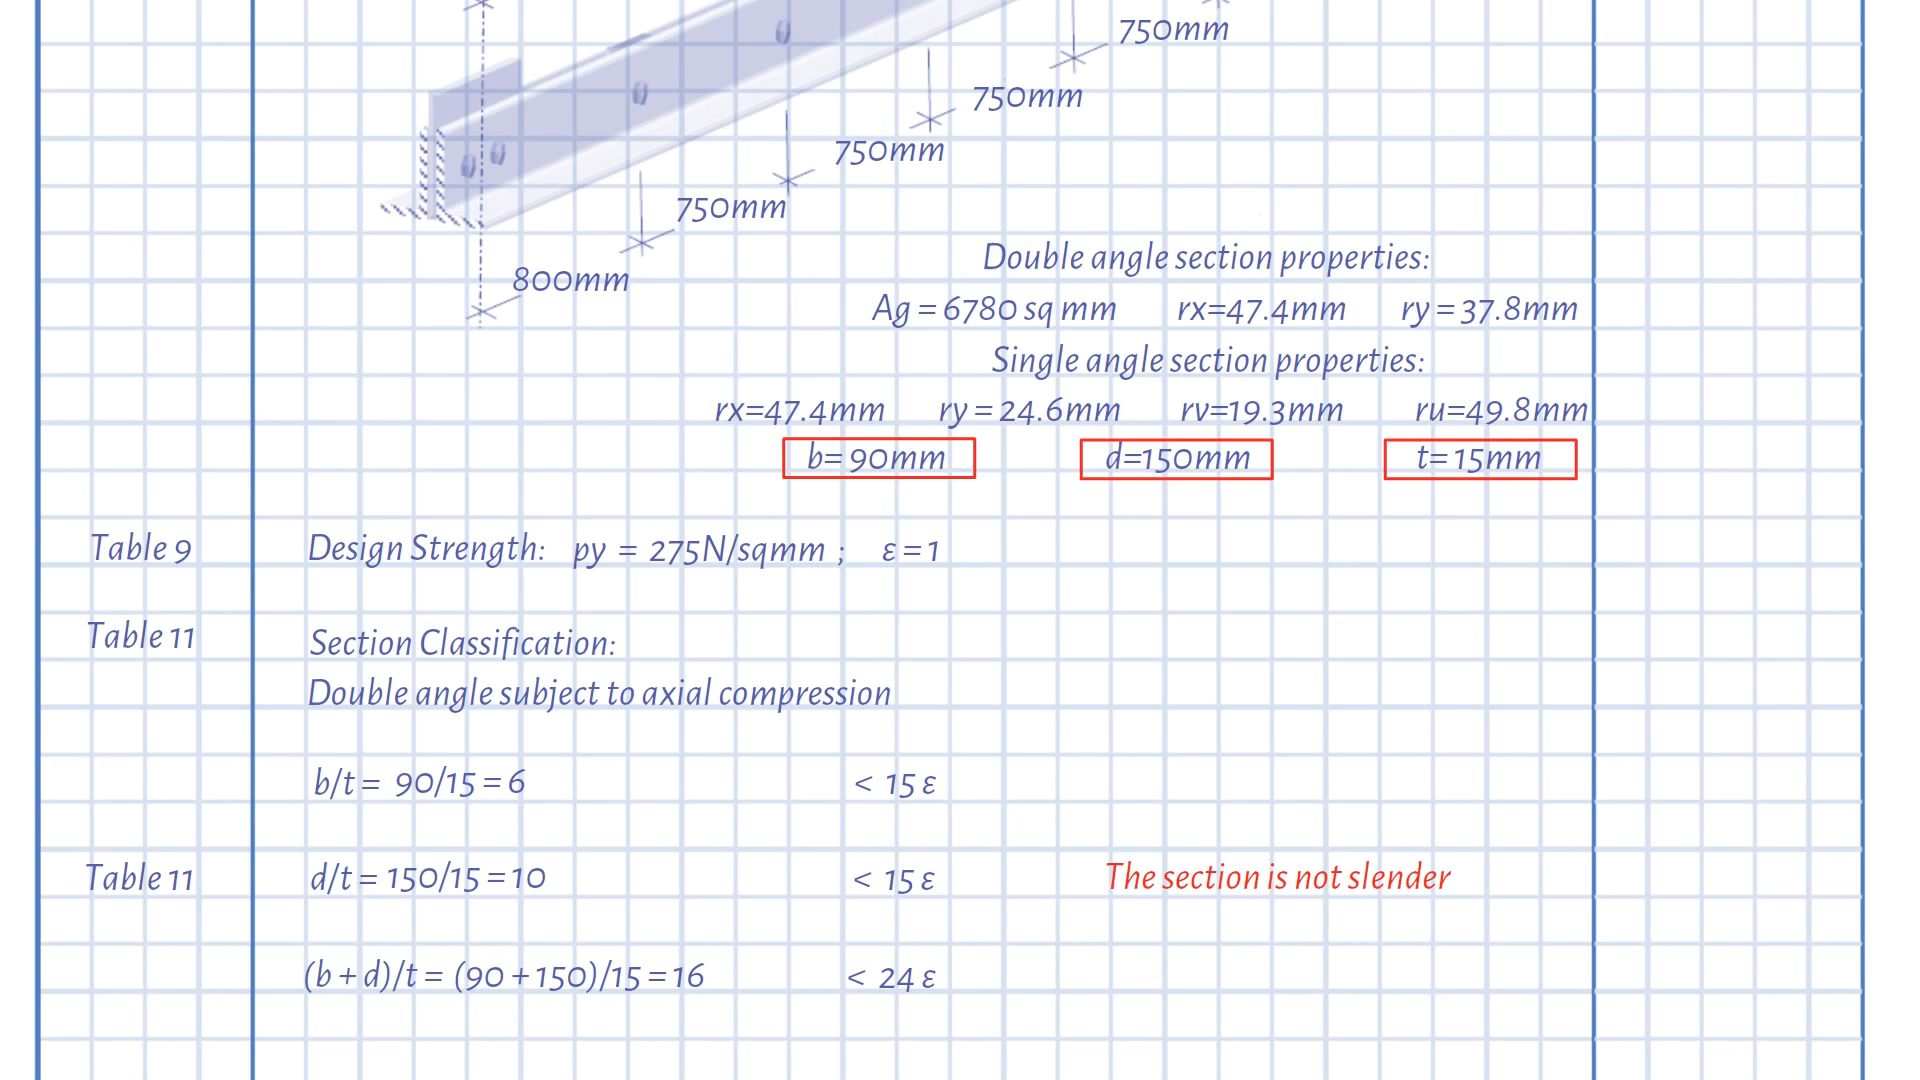 750mm
750mm
750mm
750mm
800mm
Double angle section properties:
Ag = 6780 sq mm rx=47.4mm ry = 37.8mm
Single angle section properties:
rx=47.4mm ry = 24.6mm rv=19.3mm ru=49.8mm
b= 90mm d=150mm t= 15mm
Table 9 Design Strength: py = 275N/sqmm ; ε = 1
Table 11 Section Classification:
Double angle subject to axial compression
b/t = 90/15 = 6 < 15 ε
Table 11 d/t = 150/15 = 10 < 15 ε The section is not slender
(b + d)/t = (90 + 150)/15 = 16 < 24 ε